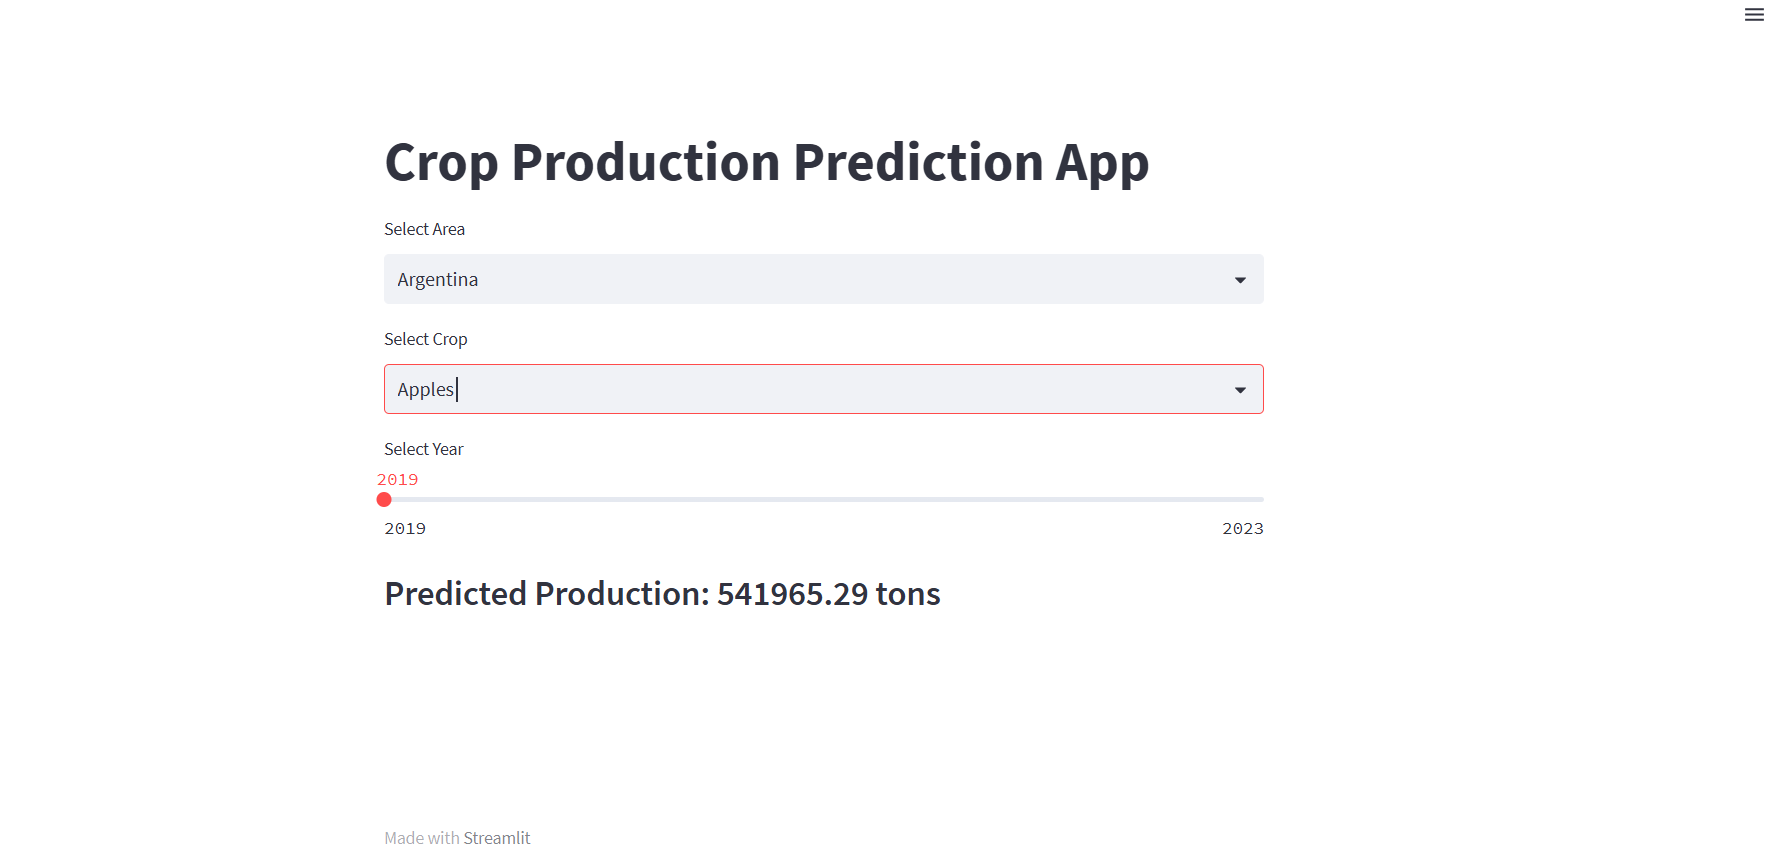 Crop Production Prediction App
Select Area
Argentina
Select Crop
Apples
Select Year
2019
2019 2023
Predicted Production: 541965.29 tons
Made with Streamlit